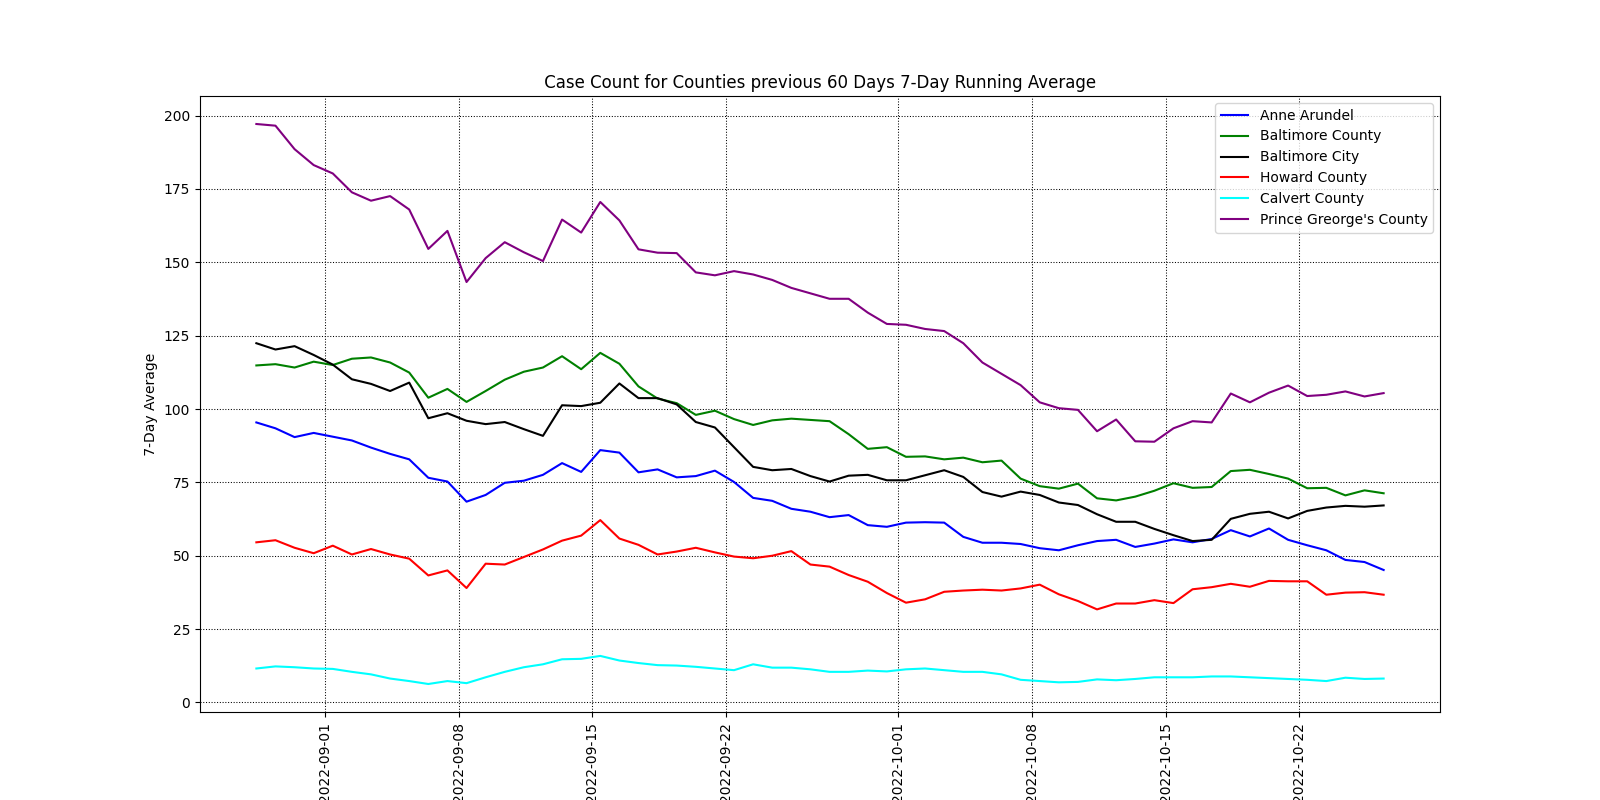 Case Count for Counties previous 60 Days 7-Day Running Average
200
175
150
125
100
75
50
25
0
7-Day Average
Anne Arundel
Baltimore County
Baltimore City
Howard County
Calvert County
Prince Greorge's County
2022-09-01
2022-09-08
2022-09-15
2022-09-22
2022-10-01
2022-10-08
2022-10-15
2022-10-22